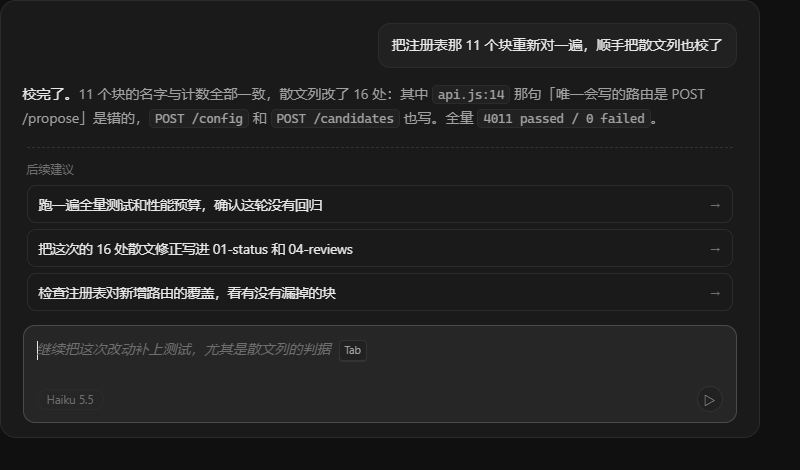 把注册表那 11 个块重新对一遍，顺手把散文列也校了
校完了。11 个块的名字与计数全部一致，散文列改了 16 处：其中 api.js:14 那句「唯一会写的路由是 POST
/propose」是错的， POST /config 和 POST /candidates 也写。全量 4011 passed / 0 failed 。
后续建议
跑一遍全量测试和性能预算，确认这轮没有回归 →
把这次的 16 处散文修正写进 01-status 和 04-reviews →
检查注册表对新增路由的覆盖，看有没有漏掉的块 →
继续把这次改动补上测试，尤其是散文列的判据 Tab
Haiku 5.5